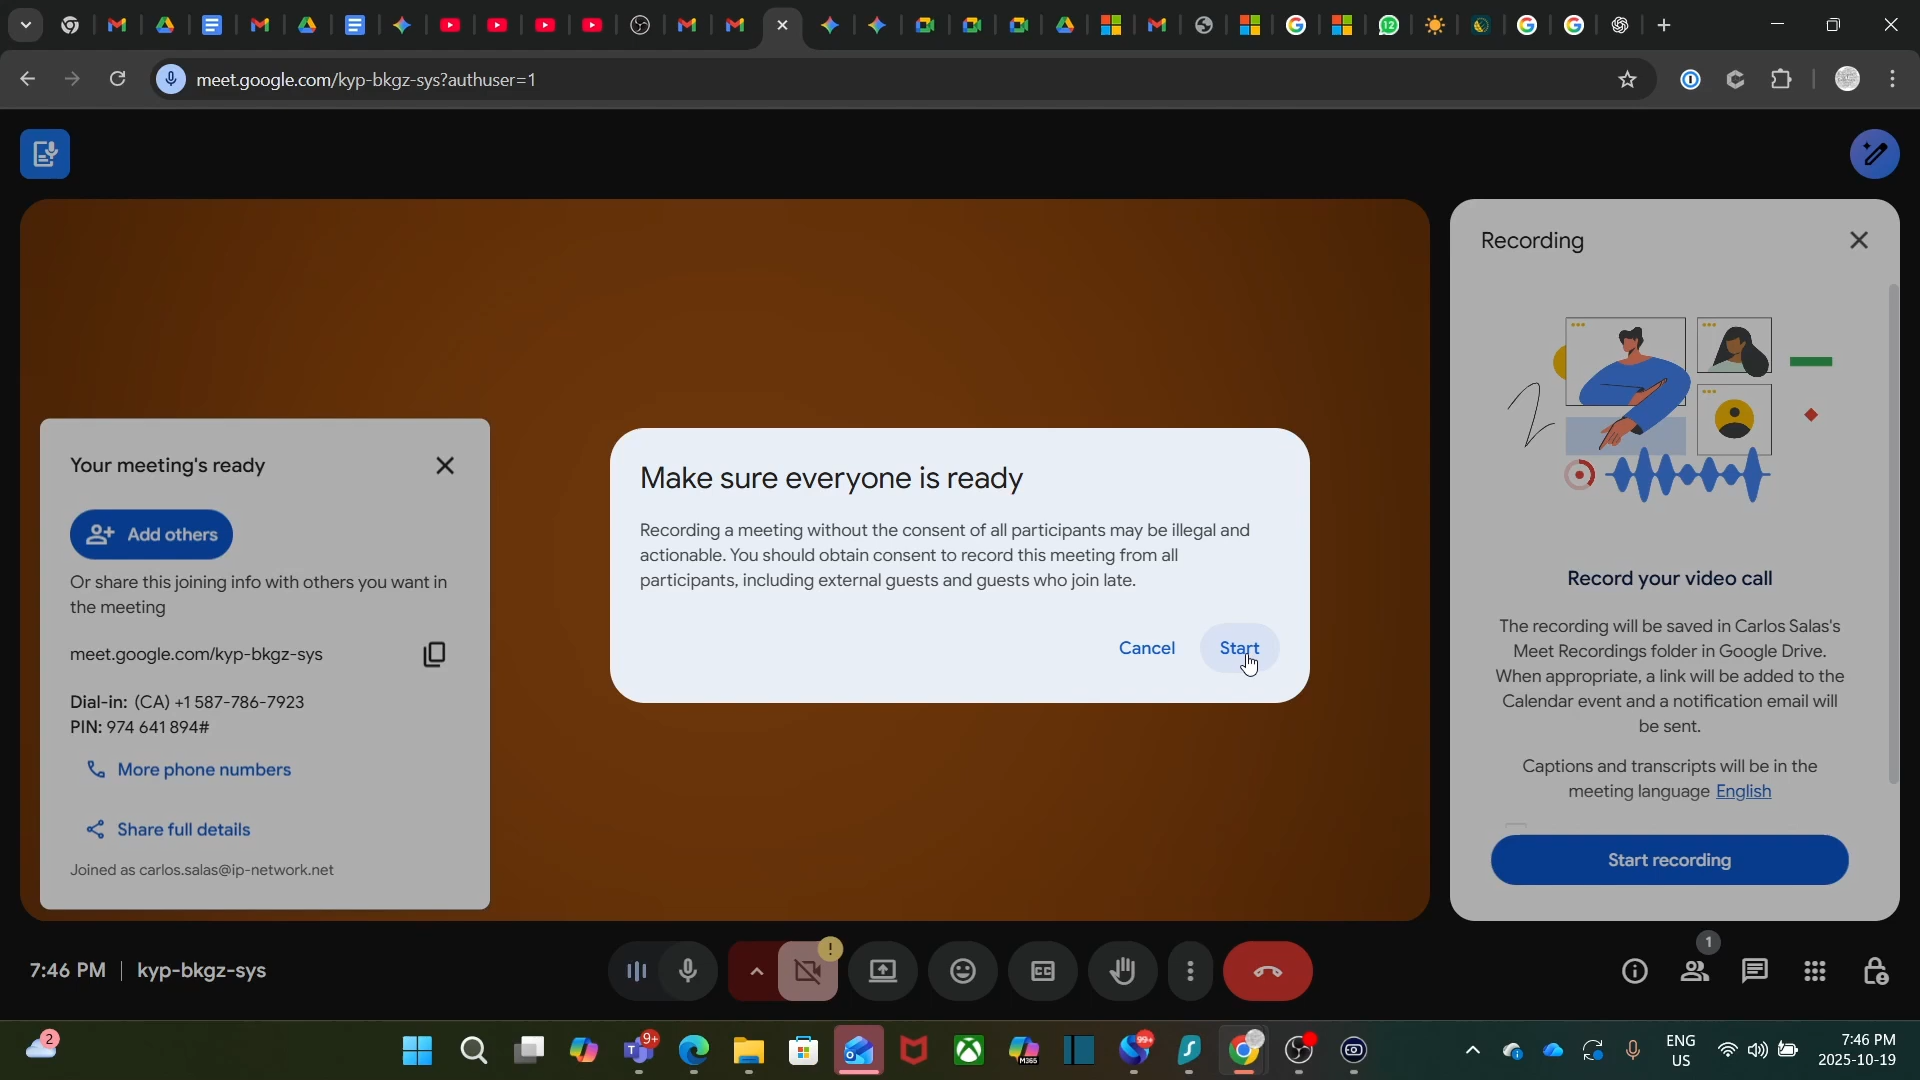 meet.google.com/kyp-bkgz-sys?authuser=1
Your meeting's ready
Add others
Or share this joining info with others you want in
the meeting
meet.google.com/kyp-bkgz-sys
Dial-in: (CA) +1 587-786-7923
PIN: 974 641 894#
More phone numbers
Share full details
Joined as carlos.salas@ip-network.net
Make sure everyone is ready
Recording a meeting without the consent of all participants may be illegal and
actionable. You should obtain consent to record this meeting from all
participants, including external guests and guests who join late.
Cancel
Start
Recording
Record your video call
The recording will be saved in Carlos Salas's
Meet Recordings folder in Google Drive.
When appropriate, a link will be added to the
Calendar event and a notification email will
be sent.
Captions and transcripts will be in the
meeting language English
Start recording
7:46 PM | kyp-bkgz-sys
!
CC
1
2
9+
M365
99+
12
ENG
US
7:46 PM
2025-10-19